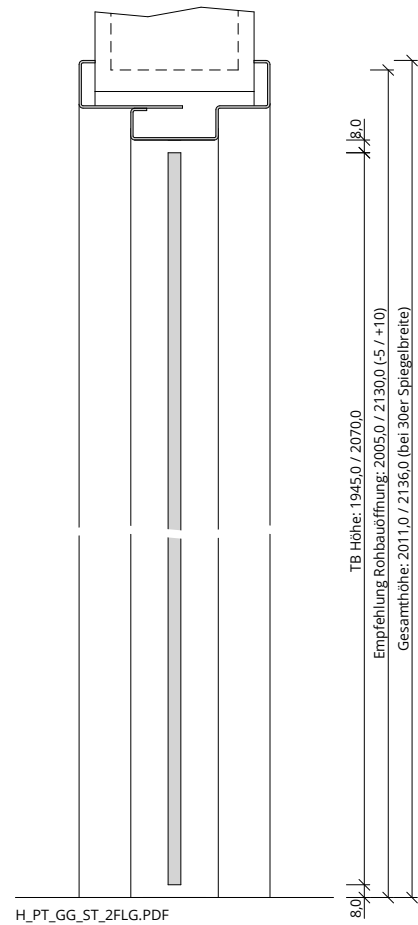 8,0
TB Höhe: 1945,0 / 2070,0
Empfehlung Rohbauöffnung: 2005,0 / 2130,0 (-5 / +10)
Gesamthöhe: 2011,0 / 2136,0 (bei 30er Spiegelbreite)
8,0
H_PT_GG_ST_2FLG.PDF